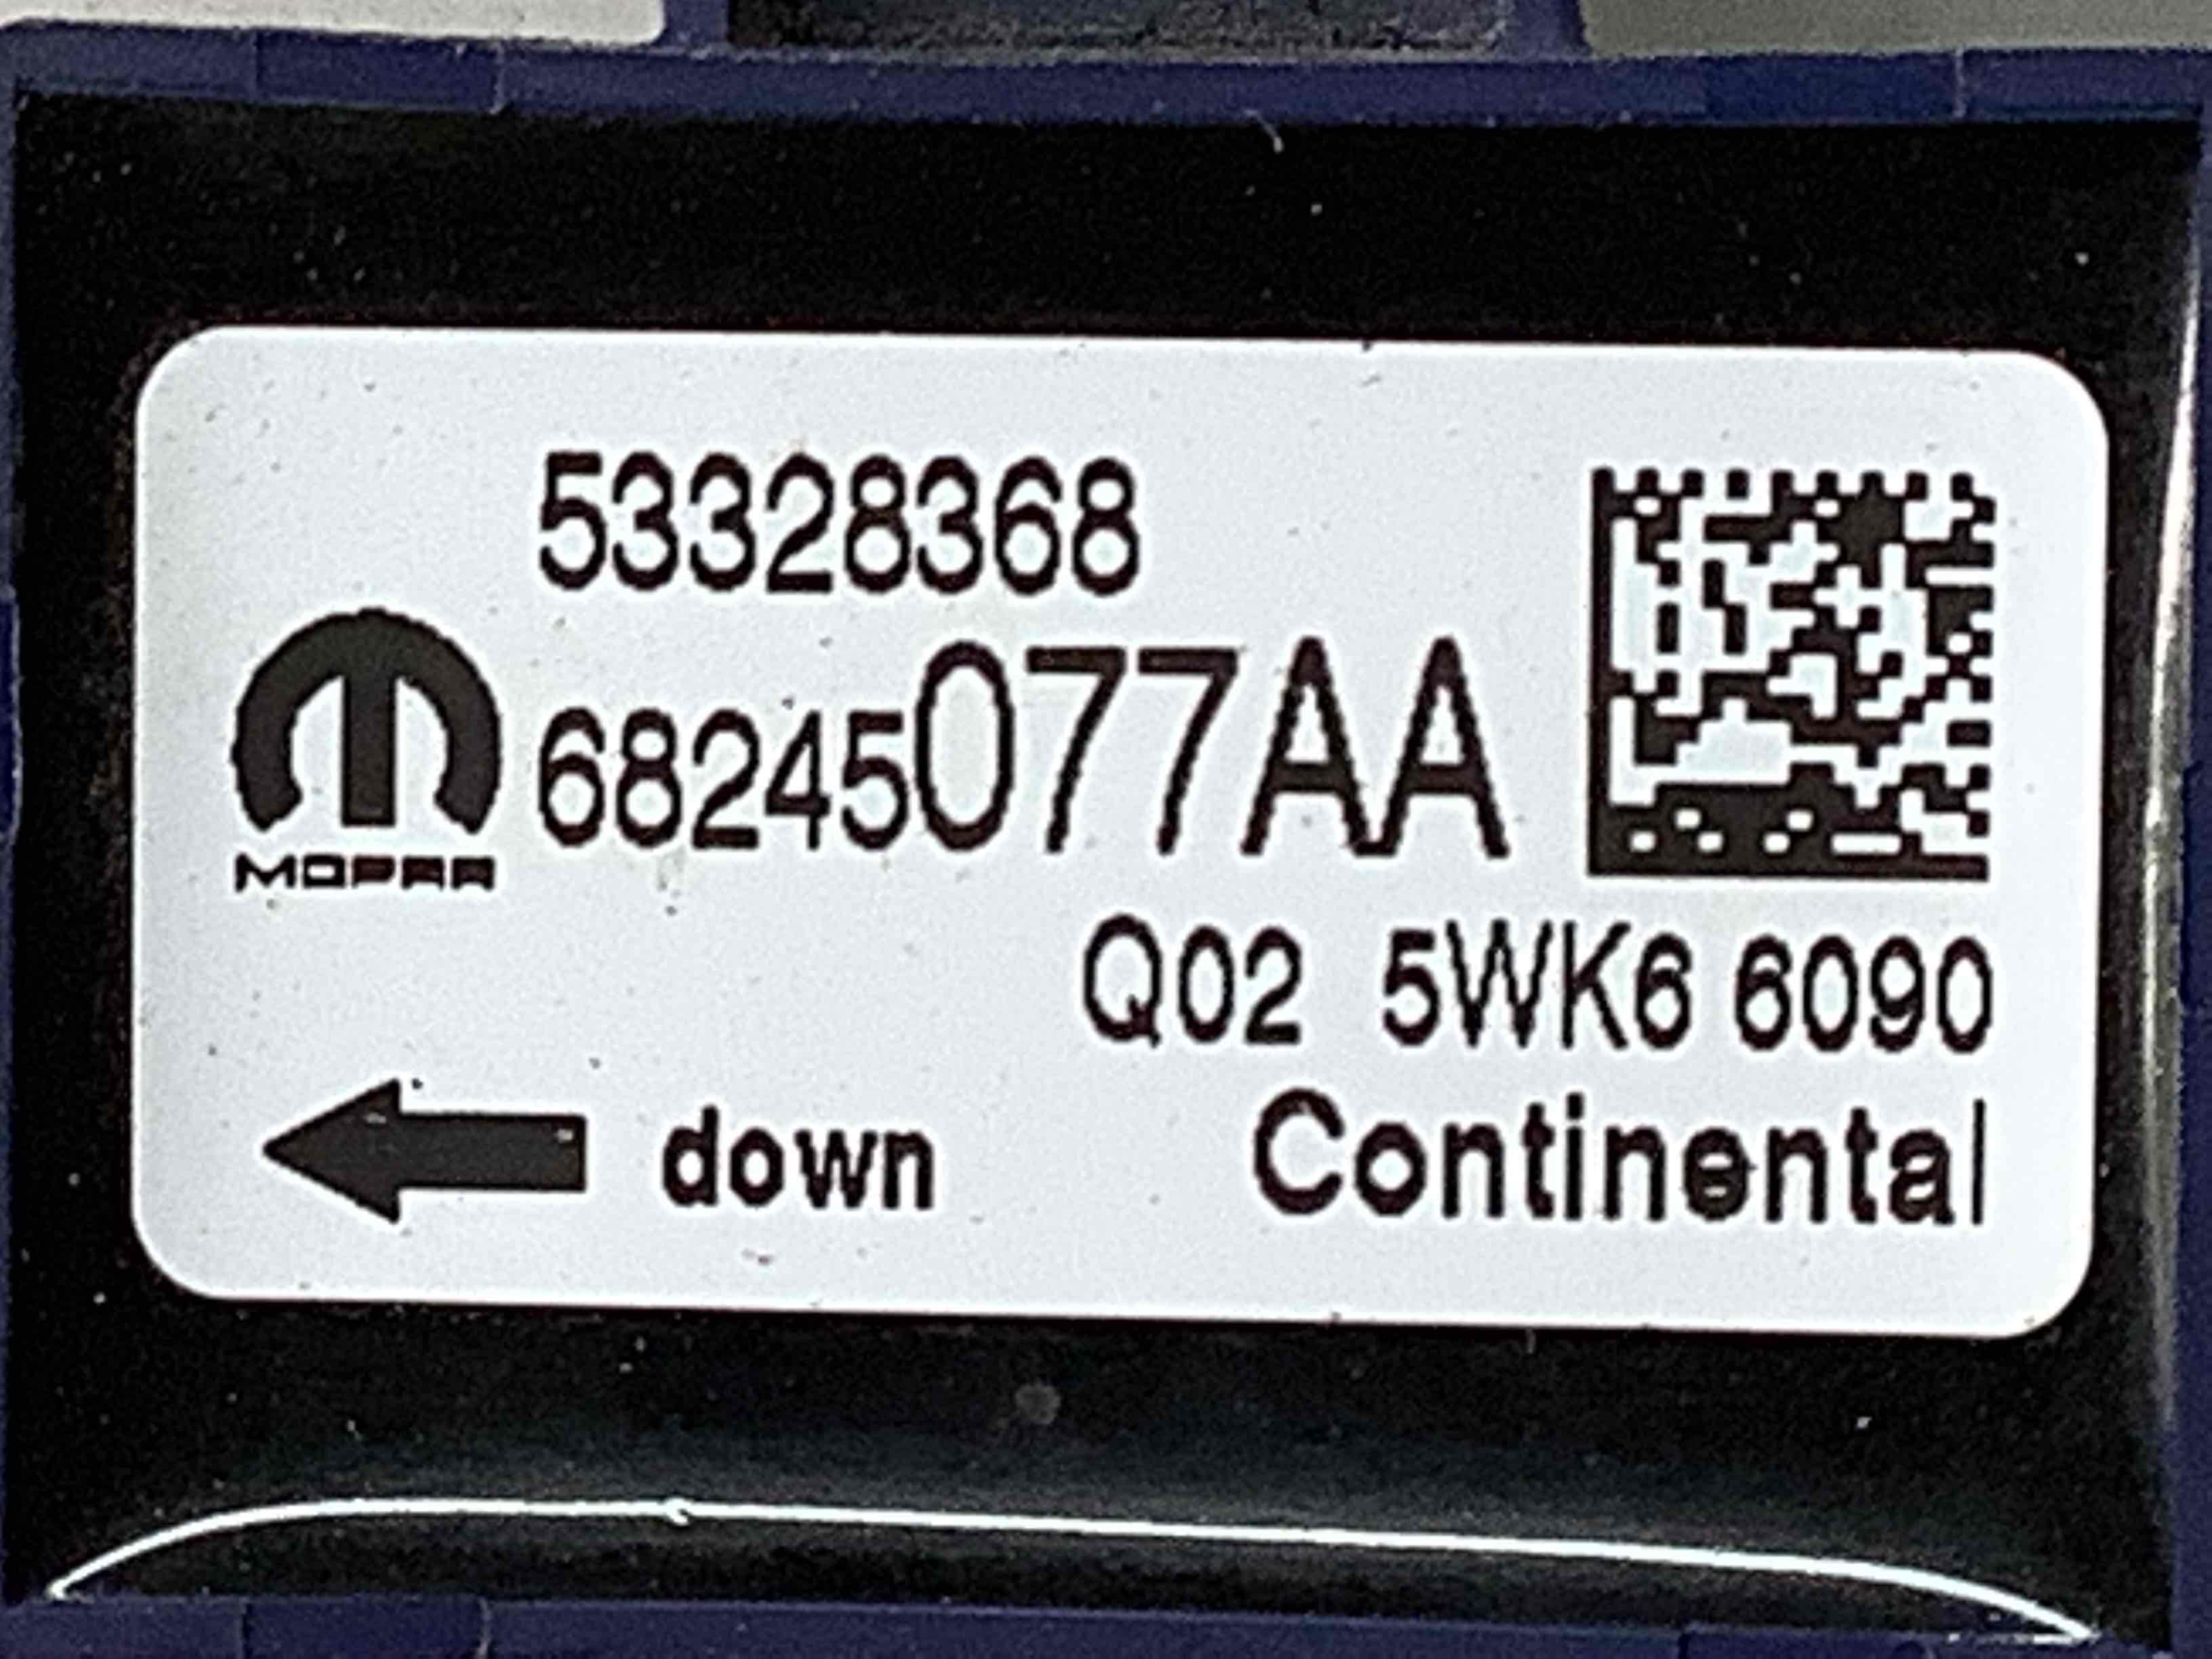 53328368
68245077AA
MOPAR
Q02 5WK6 6090
down
Continental